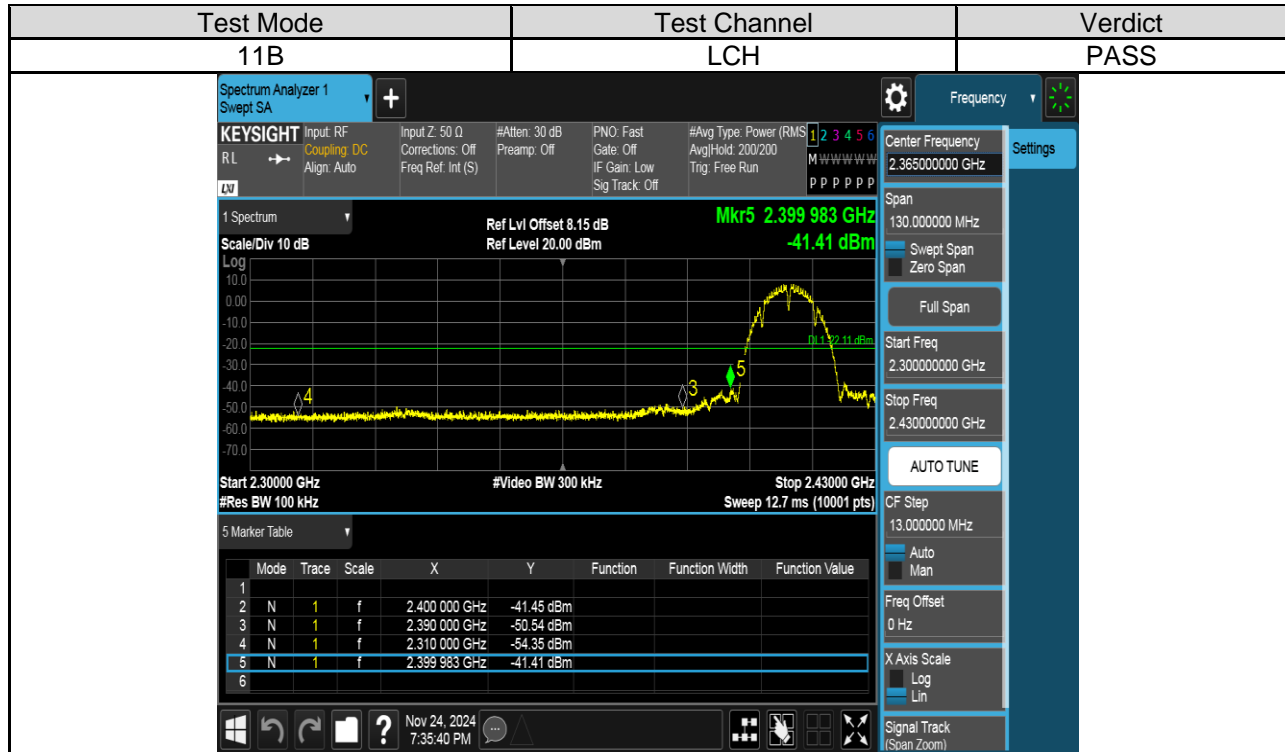 Test Mode Test Channel Verdict
11B LCH PASS
Spectrum Analyzer 1
Swept SA
+
Frequency
KEYSIGHT Input: RF Input Z: 50 Ω #Atten: 30 dB PNO: Fast #Avg Type: Power (RMS 1 2 3 4 5 6
RL Coupling: DC Corrections: Off Preamp: Off Gate: Off Avg|Hold: 200/200 M W W W W W
Align: Auto Freq Ref: Int (S) IF Gain: Low Trig: Free Run
LXI Sig Track: Off P P P P P P
Center Frequency
2.365000000 GHz
Settings
1 Spectrum
Ref Lvl Offset 8.15 dB
Mkr5 2.399 983 GHz
Scale/Div 10 dB
Ref Level 20.00 dBm
-41.41 dBm
Log
10.0
0.00
-10.0
-20.0
-30.0
-40.0
-50.0
-60.0
-70.0
DL1 -22.11 dBm
4
3
5
Start 2.30000 GHz #Video BW 300 kHz Stop 2.43000 GHz
#Res BW 100 kHz Sweep 12.7 ms (10001 pts)
Span
130.000000 MHz
Swept Span
Zero Span
Full Span
Start Freq
2.300000000 GHz
Stop Freq
2.430000000 GHz
AUTO TUNE
CF Step
13.000000 MHz
Auto
Man
Freq Offset
0 Hz
X Axis Scale
Log
Lin
Signal Track
(Span Zoom)
5 Marker Table
Mode Trace Scale X Y Function Function Width Function Value
1
2 N 1 f 2.400 000 GHz -41.45 dBm
3 N 1 f 2.390 000 GHz -50.54 dBm
4 N 1 f 2.310 000 GHz -54.35 dBm
5 N 1 f 2.399 983 GHz -41.41 dBm
6
? Nov 24, 2024
7:35:40 PM